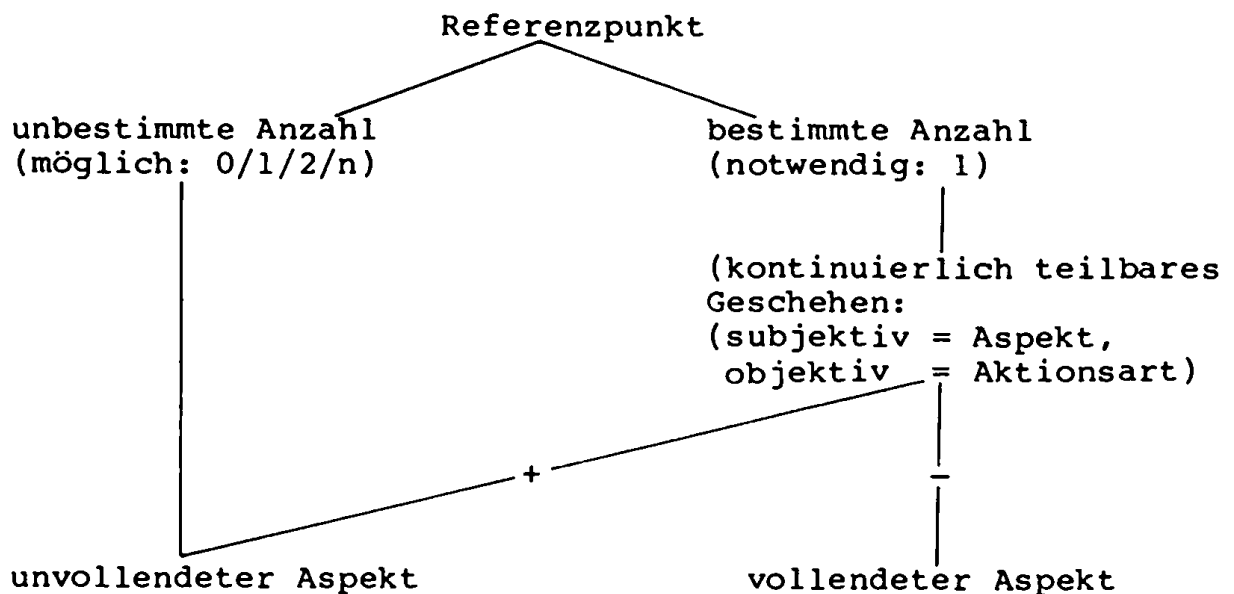 Referenzpunkt
unbestimmte Anzahl
(möglich: 0/1/2/n)
bestimmte Anzahl
(notwendig: 1)
(kontinuierlich teilbares
Geschehen:
(subjektiv = Aspekt,
objektiv = Aktionsart)
+
-
unvollendeter Aspekt
vollendeter Aspekt